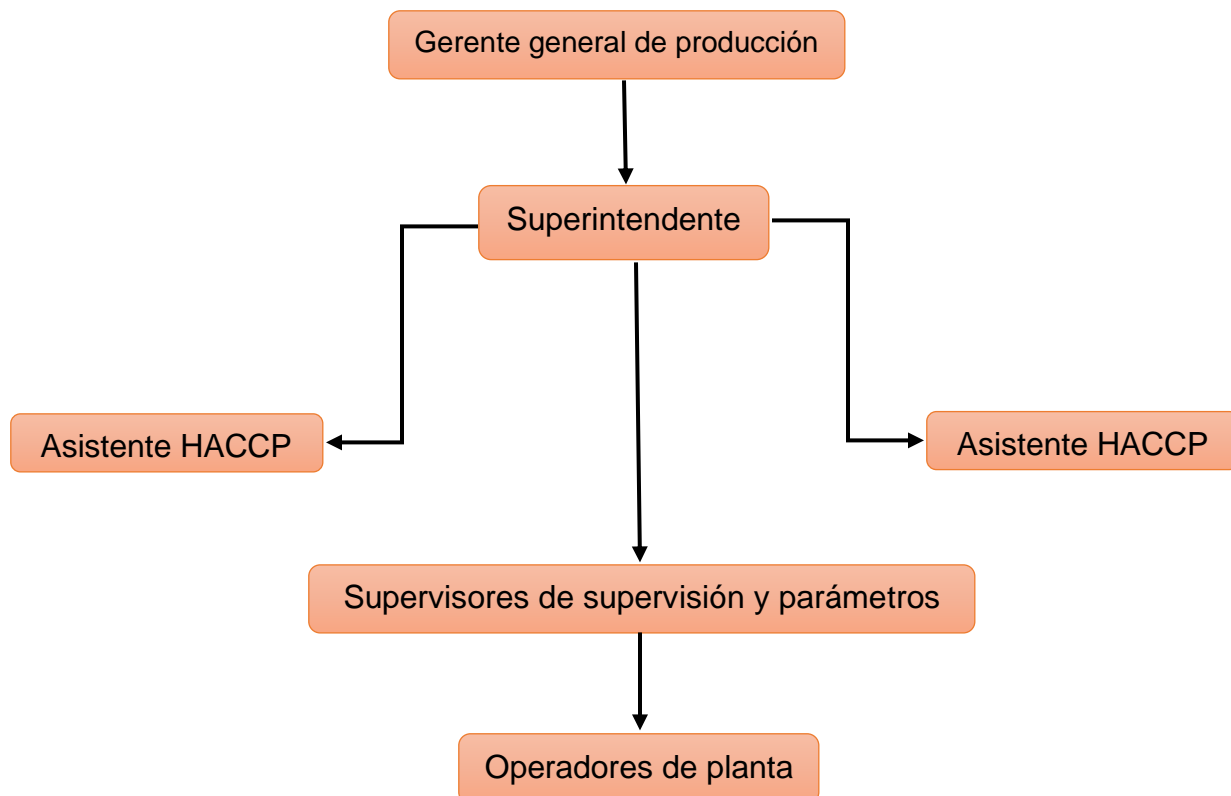 Gerente general de producción
Superintendente
Asistente HACCP
Asistente HACCP
Supervisores de supervisión y parámetros
Operadores de planta